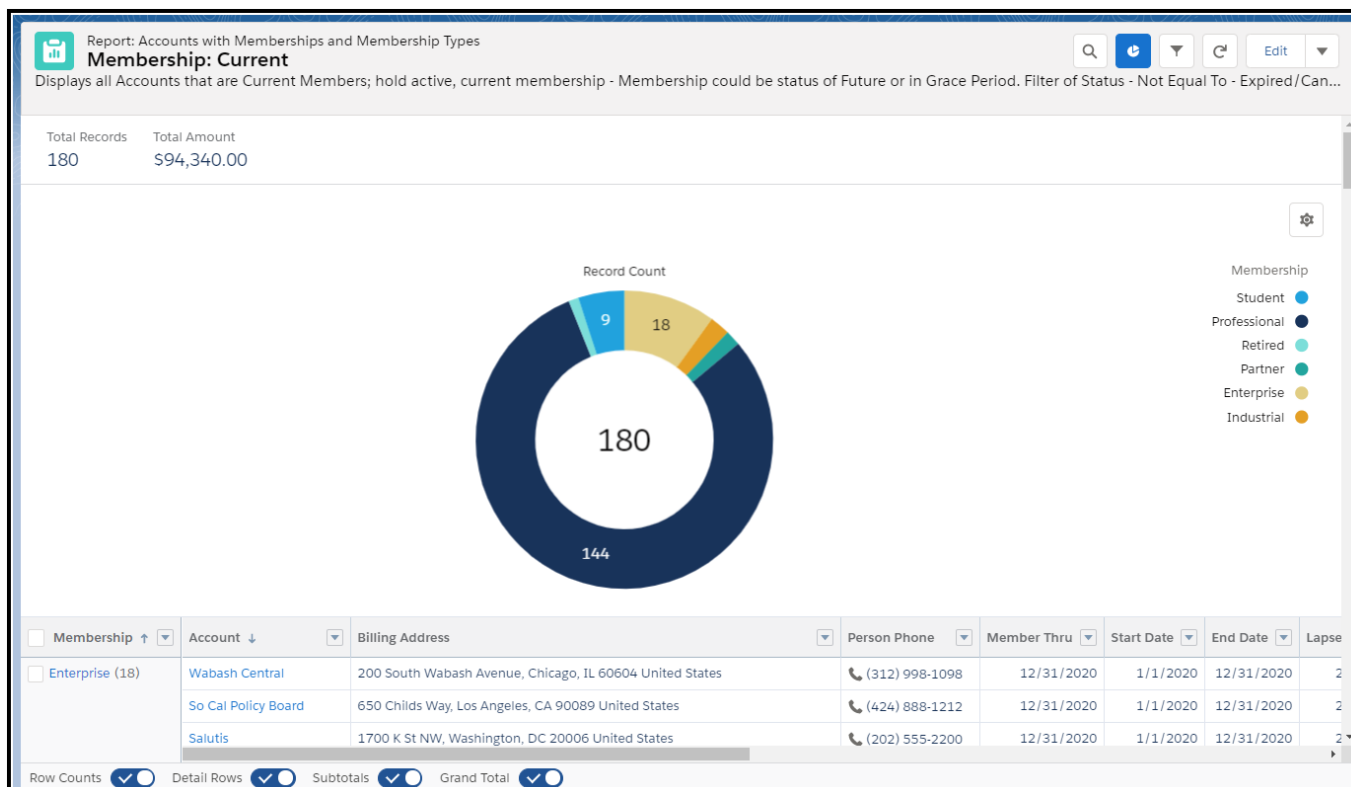 Report: Accounts with Memberships and Membership Types
Membership: Current
Edit
Displays all Accounts that are Current Members; hold active, current membership - Membership could be status of Future or in Grace Period. Filter of Status - Not Equal To - Expired/Can...
Total Records Total Amount
180 $94,340.00
Record Count
Membership
Student
Professional
Retired
Partner
Enterprise
Industrial
9
18
180
144
Membership ↑ Account ↓ Billing Address Person Phone Member Thru Start Date End Date Lapse
Enterprise (18) Wabash Central 200 South Wabash Avenue, Chicago, IL 60604 United States (312) 998-1098 12/31/2020 1/1/2020 12/31/2020 2
So Cal Policy Board 650 Childs Way, Los Angeles, CA 90089 United States (424) 888-1212 12/31/2020 1/1/2020 12/31/2020 2
Salutis 1700 K St NW, Washington, DC 20006 United States (202) 555-2200 12/31/2020 1/1/2020 12/31/2020 2
Row Counts Detail Rows Subtotals Grand Total